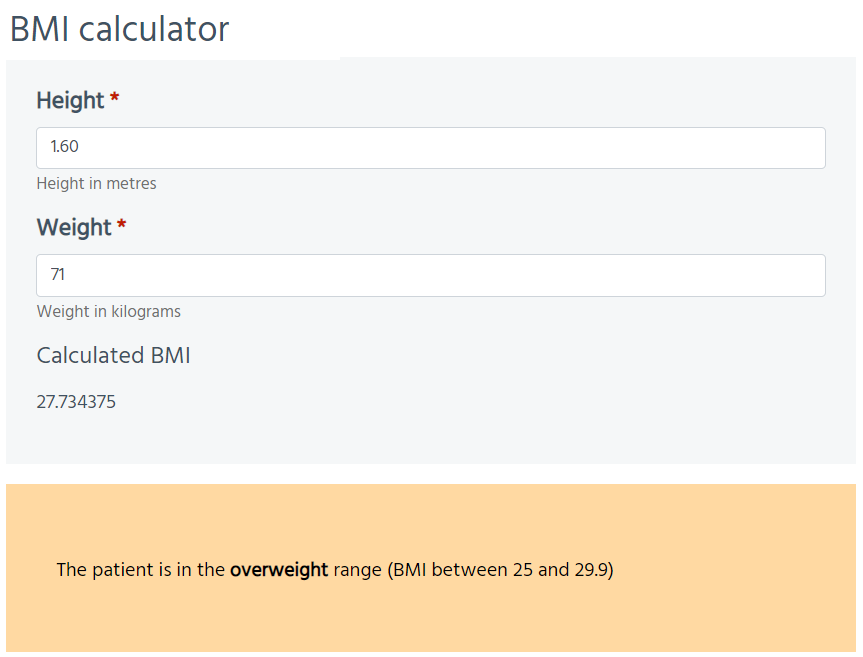 BMI calculator
Height *
1.60
Height in metres
Weight *
71
Weight in kilograms
Calculated BMI
27.734375
The patient is in the overweight range (BMI between 25 and 29.9)